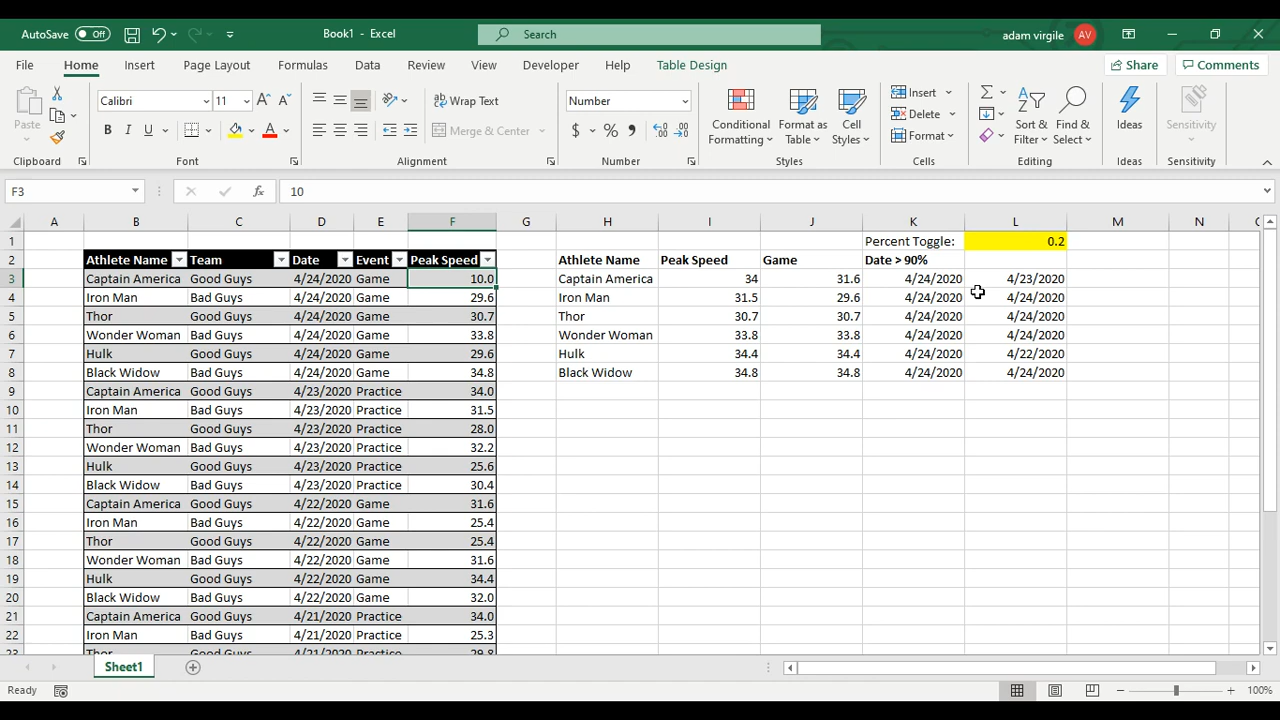 AutoSave Off Book1 - Excel Search adam virgile AV
File Home Insert Page Layout Formulas Data Review View Developer Help Table Design Share Comments
Paste Calibri 11 A A Wrap Text Number Conditional Formatting Format as Table Cell Styles Insert Delete Format Sort & Filter Find & Select Ideas Sensitivity
B I U A Merge & Center $ % ,
Clipboard Font Alignment Number Styles Cells Editing Ideas Sensitivity
F3 fx 10
A B C D E F G H I J K L M N
1 Percent Toggle: 0.2
2 Athlete Name Team Date Event Peak Speed Athlete Name Peak Speed Game Date > 90%
3 Captain America Good Guys 4/24/2020 Game 10.0 Captain America 34 31.6 4/24/2020 4/23/2020
4 Iron Man Bad Guys 4/24/2020 Game 29.6 Iron Man 31.5 29.6 4/24/2020 4/24/2020
5 Thor Good Guys 4/24/2020 Game 30.7 Thor 30.7 30.7 4/24/2020 4/24/2020
6 Wonder Woman Bad Guys 4/24/2020 Game 33.8 Wonder Woman 33.8 33.8 4/24/2020 4/24/2020
7 Hulk Good Guys 4/24/2020 Game 29.6 Hulk 34.4 34.4 4/24/2020 4/22/2020
8 Black Widow Bad Guys 4/24/2020 Game 34.8 Black Widow 34.8 34.8 4/24/2020 4/24/2020
9 Captain America Good Guys 4/23/2020 Practice 34.0
10 Iron Man Bad Guys 4/23/2020 Practice 31.5
11 Thor Good Guys 4/23/2020 Practice 28.0
12 Wonder Woman Bad Guys 4/23/2020 Practice 32.2
13 Hulk Good Guys 4/23/2020 Practice 25.6
14 Black Widow Bad Guys 4/23/2020 Practice 30.4
15 Captain America Good Guys 4/22/2020 Game 31.6
16 Iron Man Bad Guys 4/22/2020 Game 25.4
17 Thor Good Guys 4/22/2020 Game 25.4
18 Wonder Woman Bad Guys 4/22/2020 Game 31.6
19 Hulk Good Guys 4/22/2020 Game 34.4
20 Black Widow Bad Guys 4/22/2020 Game 32.0
21 Captain America Good Guys 4/21/2020 Practice 34.0
22 Iron Man Bad Guys 4/21/2020 Practice 25.3
23 Thor Good Guys 4/21/2020 Practice 29.8
Sheet1
Ready 100%